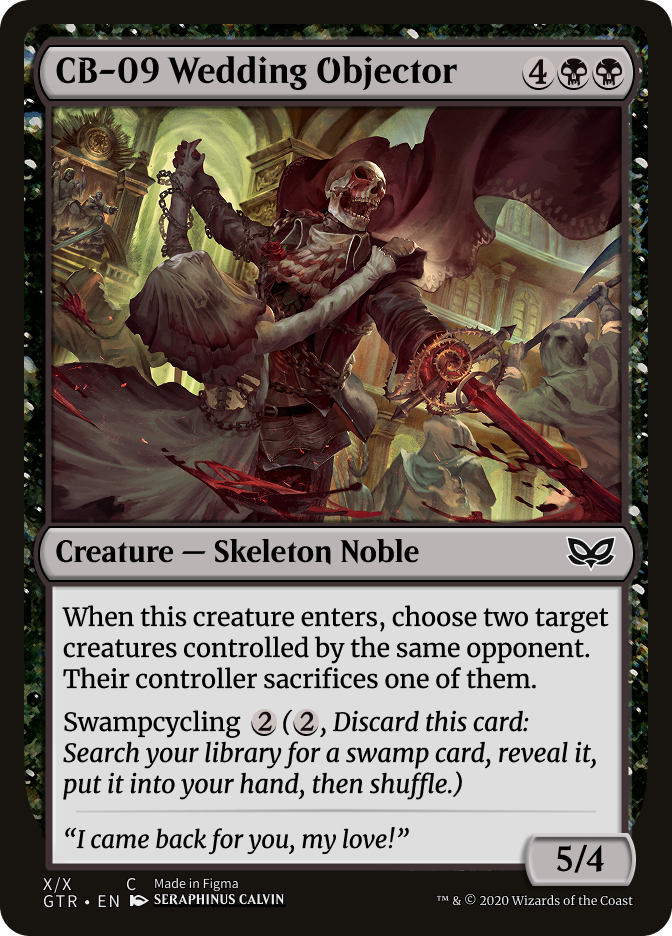 CB-09 Wedding Objector 4
Creature — Skeleton Noble
When this creature enters, choose two target
creatures controlled by the same opponent.
Their controller sacrifices one of them.
Swampcycling 2 (2, Discard this card:
Search your library for a swamp card, reveal it,
put it into your hand, then shuffle.)
“I came back for you, my love!”
5/4
X/X C Made in Figma
GTR • EN SERAPHINUS CALVIN ™ & © 2020 Wizards of the Coast